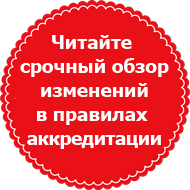 Читайте
срочный обзор
изменений
в правилах
аккредитации